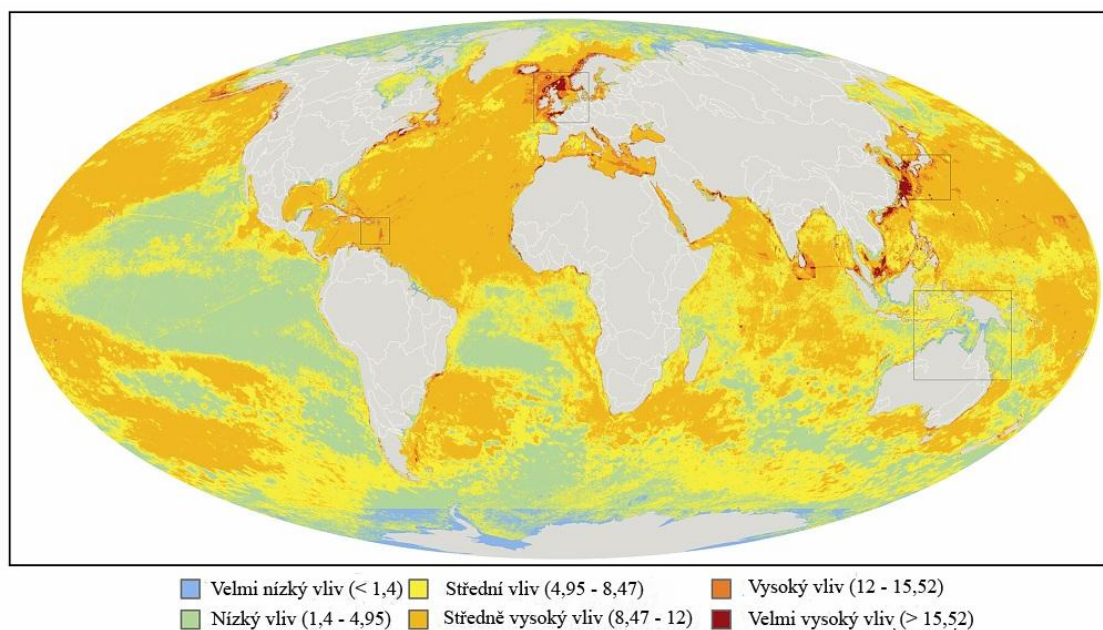 Velmi nízký vliv (< 1,4) Střední vliv (4,95 - 8,47) Vysoký vliv (12 - 15,52)
Nízký vliv (1,4 - 4,95) Středně vysoký vliv (8,47 - 12) Velmi vysoký vliv (> 15,52)